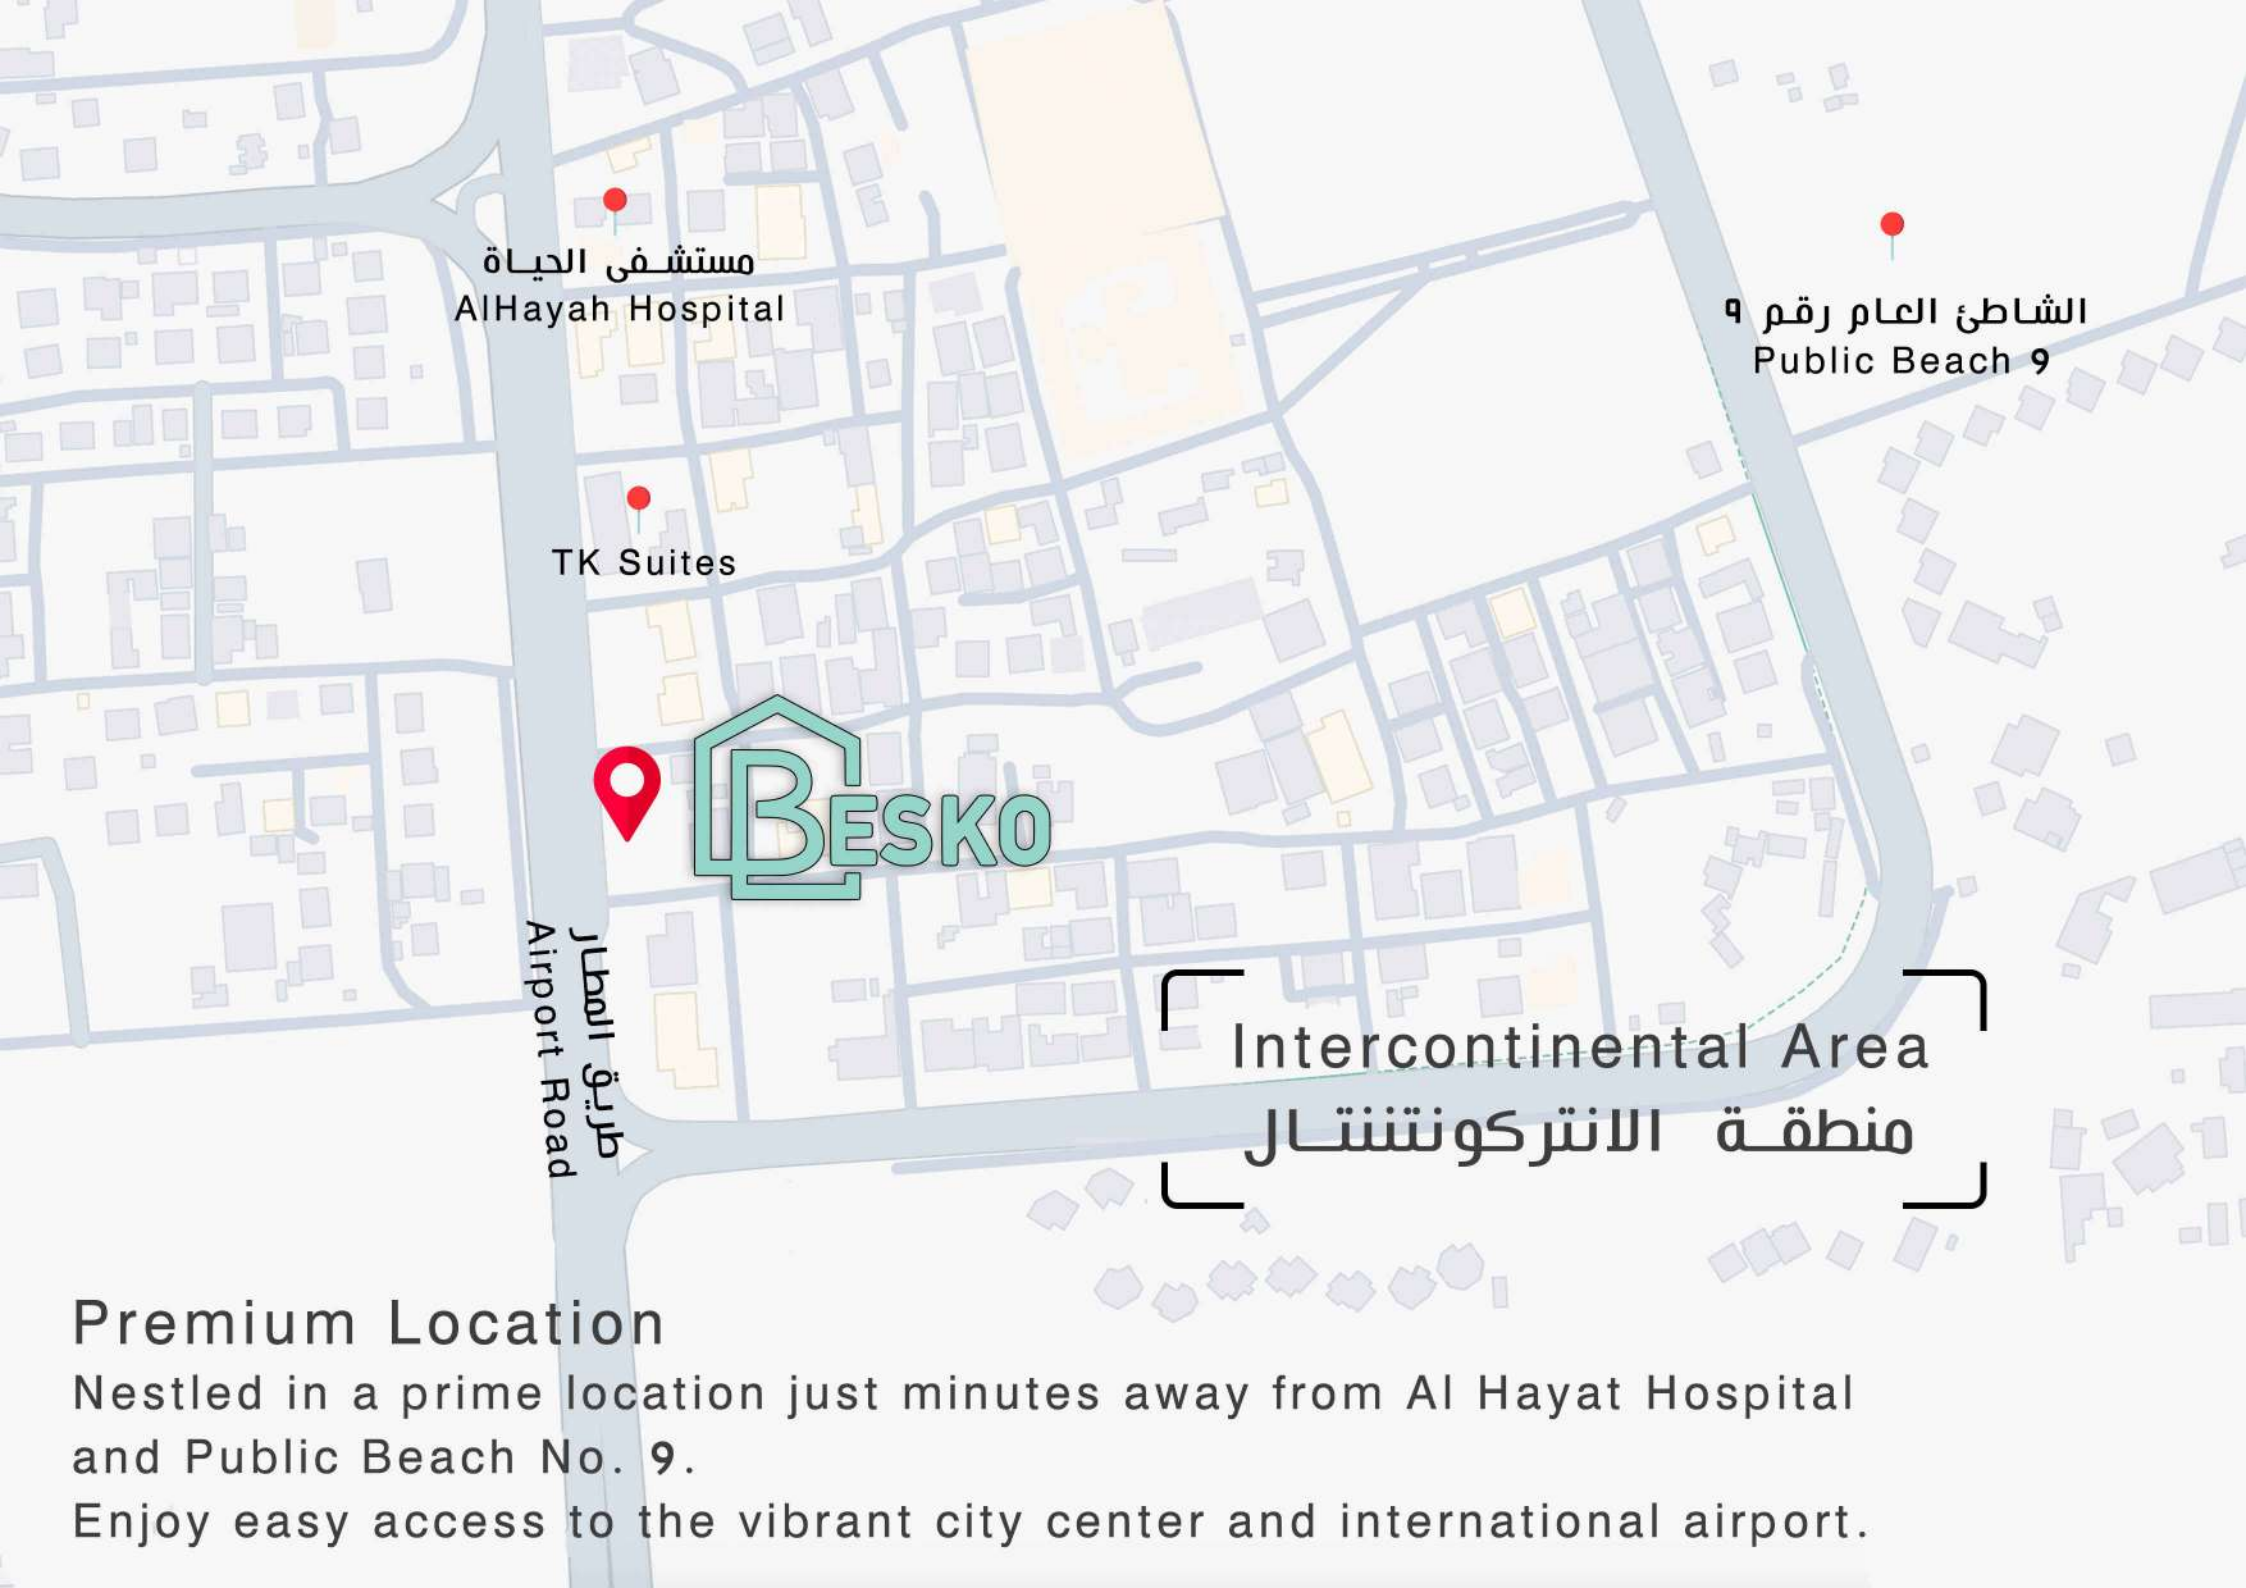 مستشفى الحياة
AlHayah Hospital
الشاطئ العام رقم ٩
Public Beach 9
TK Suites
BESKO
طريق المطار
Airport Road
Intercontinental Area
منطقة الانتركونتننتال
Premium Location
Nestled in a prime location just minutes away from Al Hayat Hospital
and Public Beach No. 9.
Enjoy easy access to the vibrant city center and international airport.